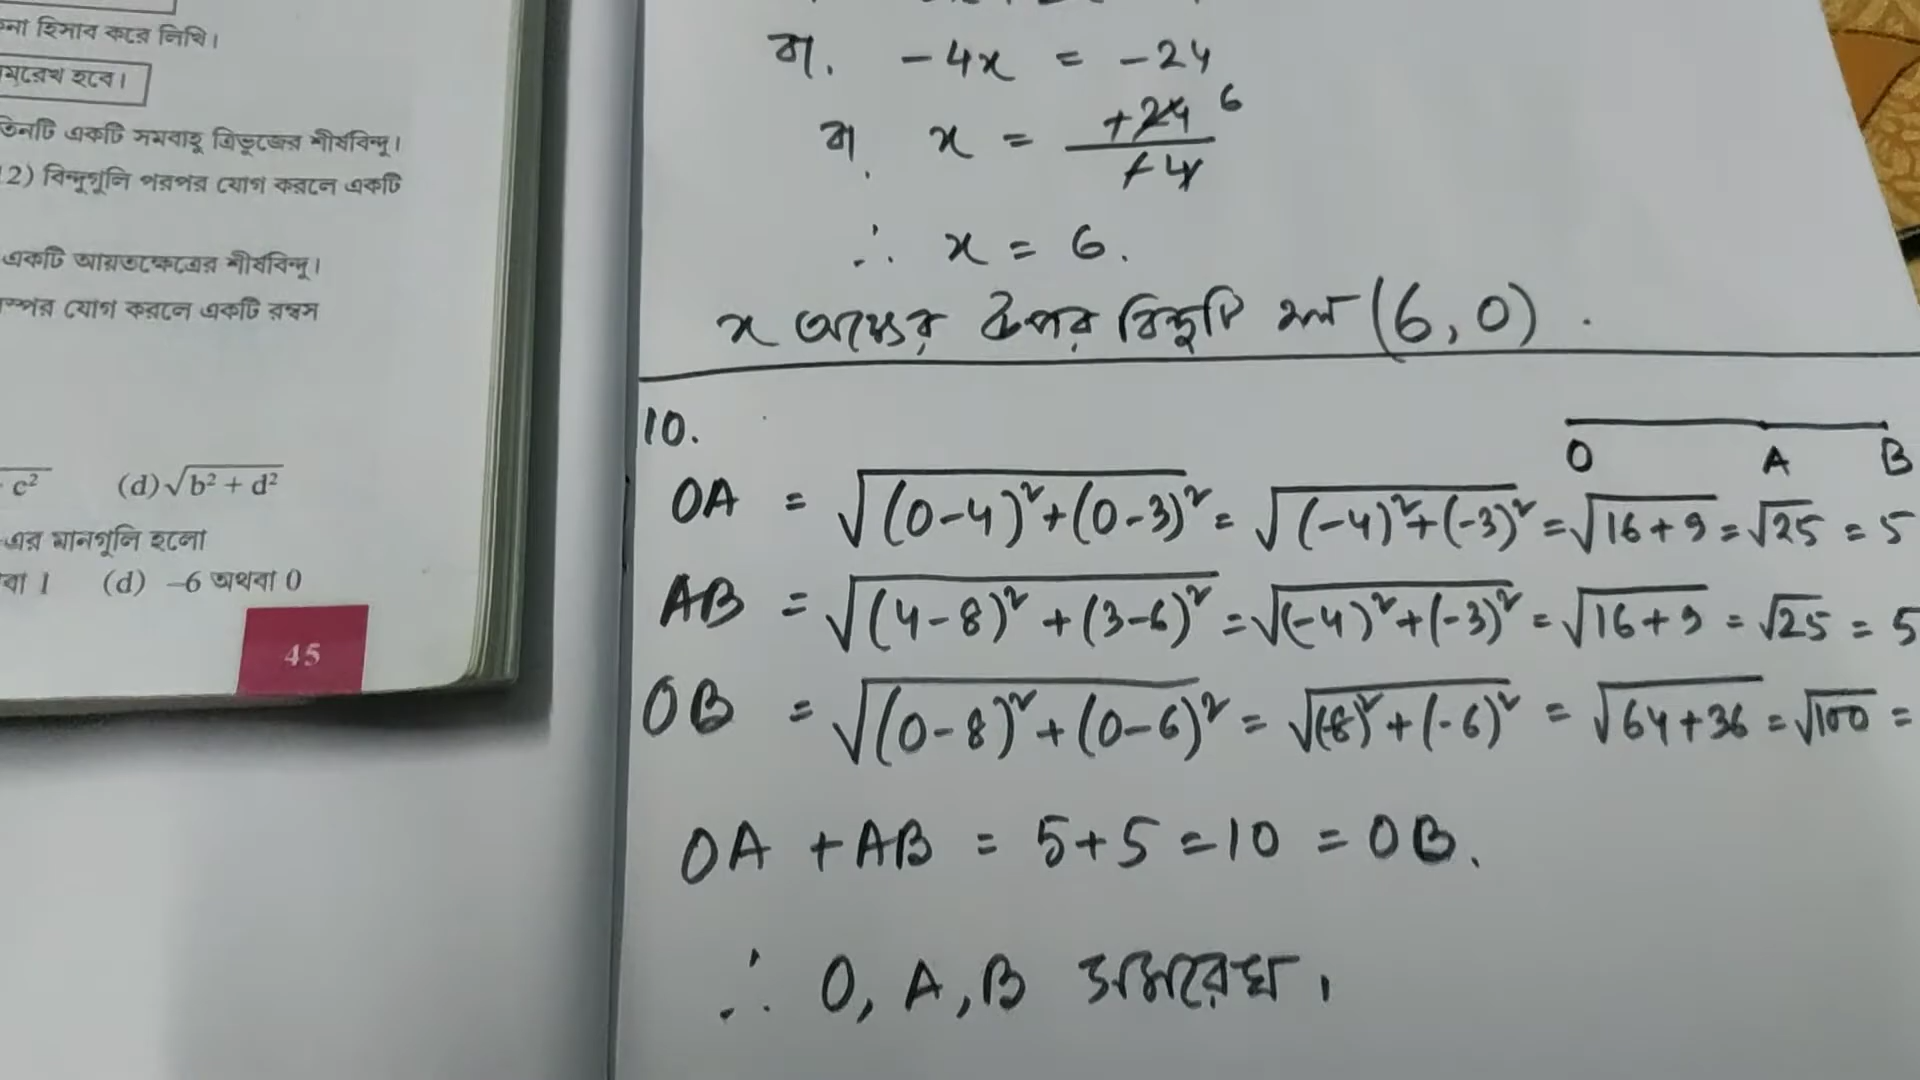 হিসাব করে লিখি।
সমরেখ হবে।
তিনটি একটি সমবাহু ত্রিভুজের শীর্ষবিন্দু।
2) বিন্দুগুলি পরপর যোগ করলে একটি
একটি আয়তক্ষেত্রের শীর্ষবিন্দু।
যোগ করলে একটি রম্বস
c² (d) √b² + d²
এর মানগুলি হলো
1 (d) –6 অথবা 0
45
বা. -4x = -24
বা. x = +24 6 / +4
∴ x = 6.
x অক্ষের উপর বিন্দুটি হল (6, 0).
10.
O A B
OA = √(0-4)²+(0-3)² = √(-4)²+(-3)² = √16+9 = √25 = 5
AB = √(4-8)² + (3-6)² = √(-4)²+(-3)² = √16+9 = √25 = 5
OB = √(0-8)²+(0-6)² = √(-8)²+(-6)² = √64+36 = √100 =
OA + AB = 5+5 = 10 = OB.
∴ O, A, B সমরেখ।